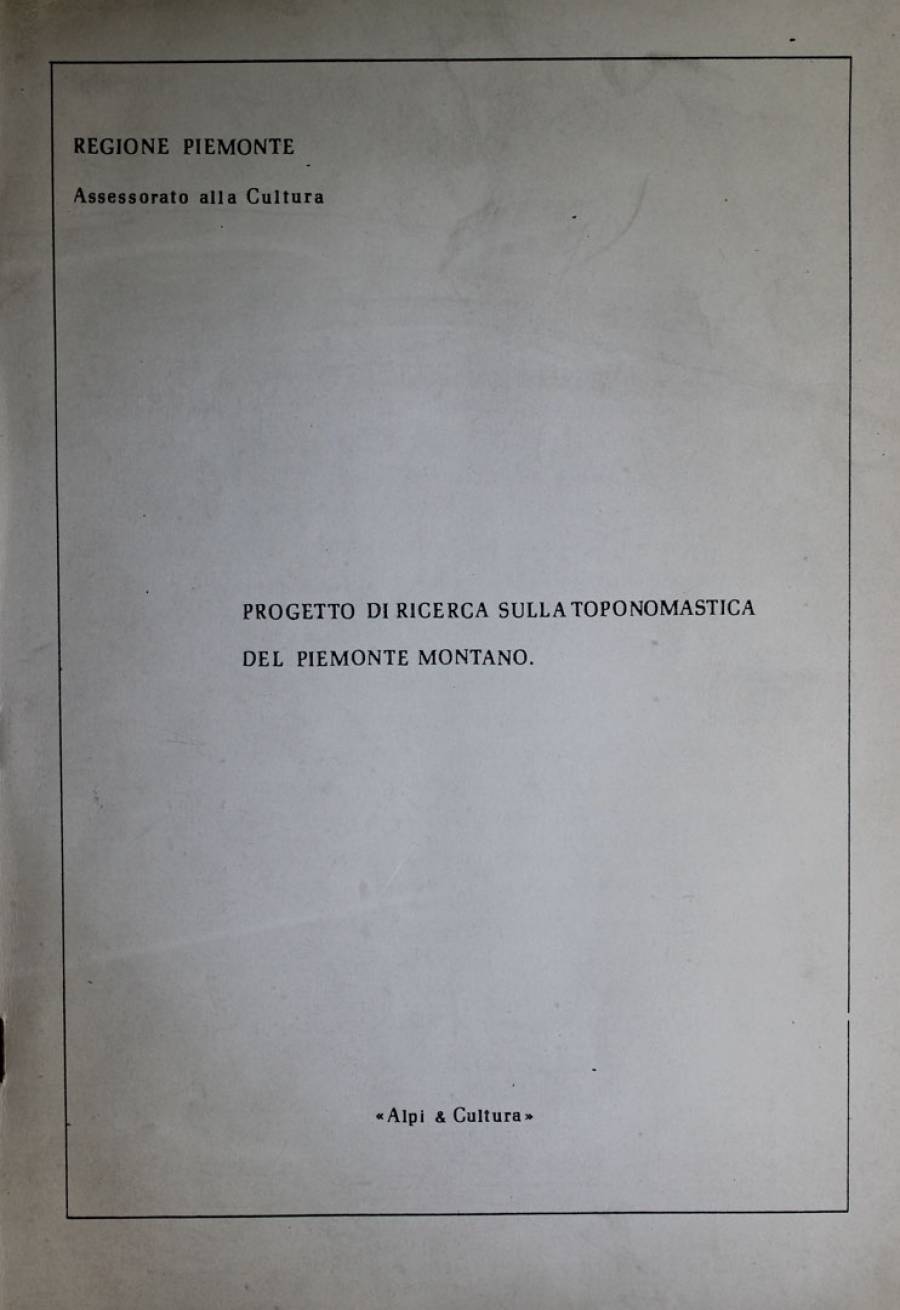 REGIONE PIEMONTE
Assessorato alla Cultura
PROGETTO DI RICERCA SULLA TOPONOMASTICA
DEL PIEMONTE MONTANO.
«Alpi & Cultura»